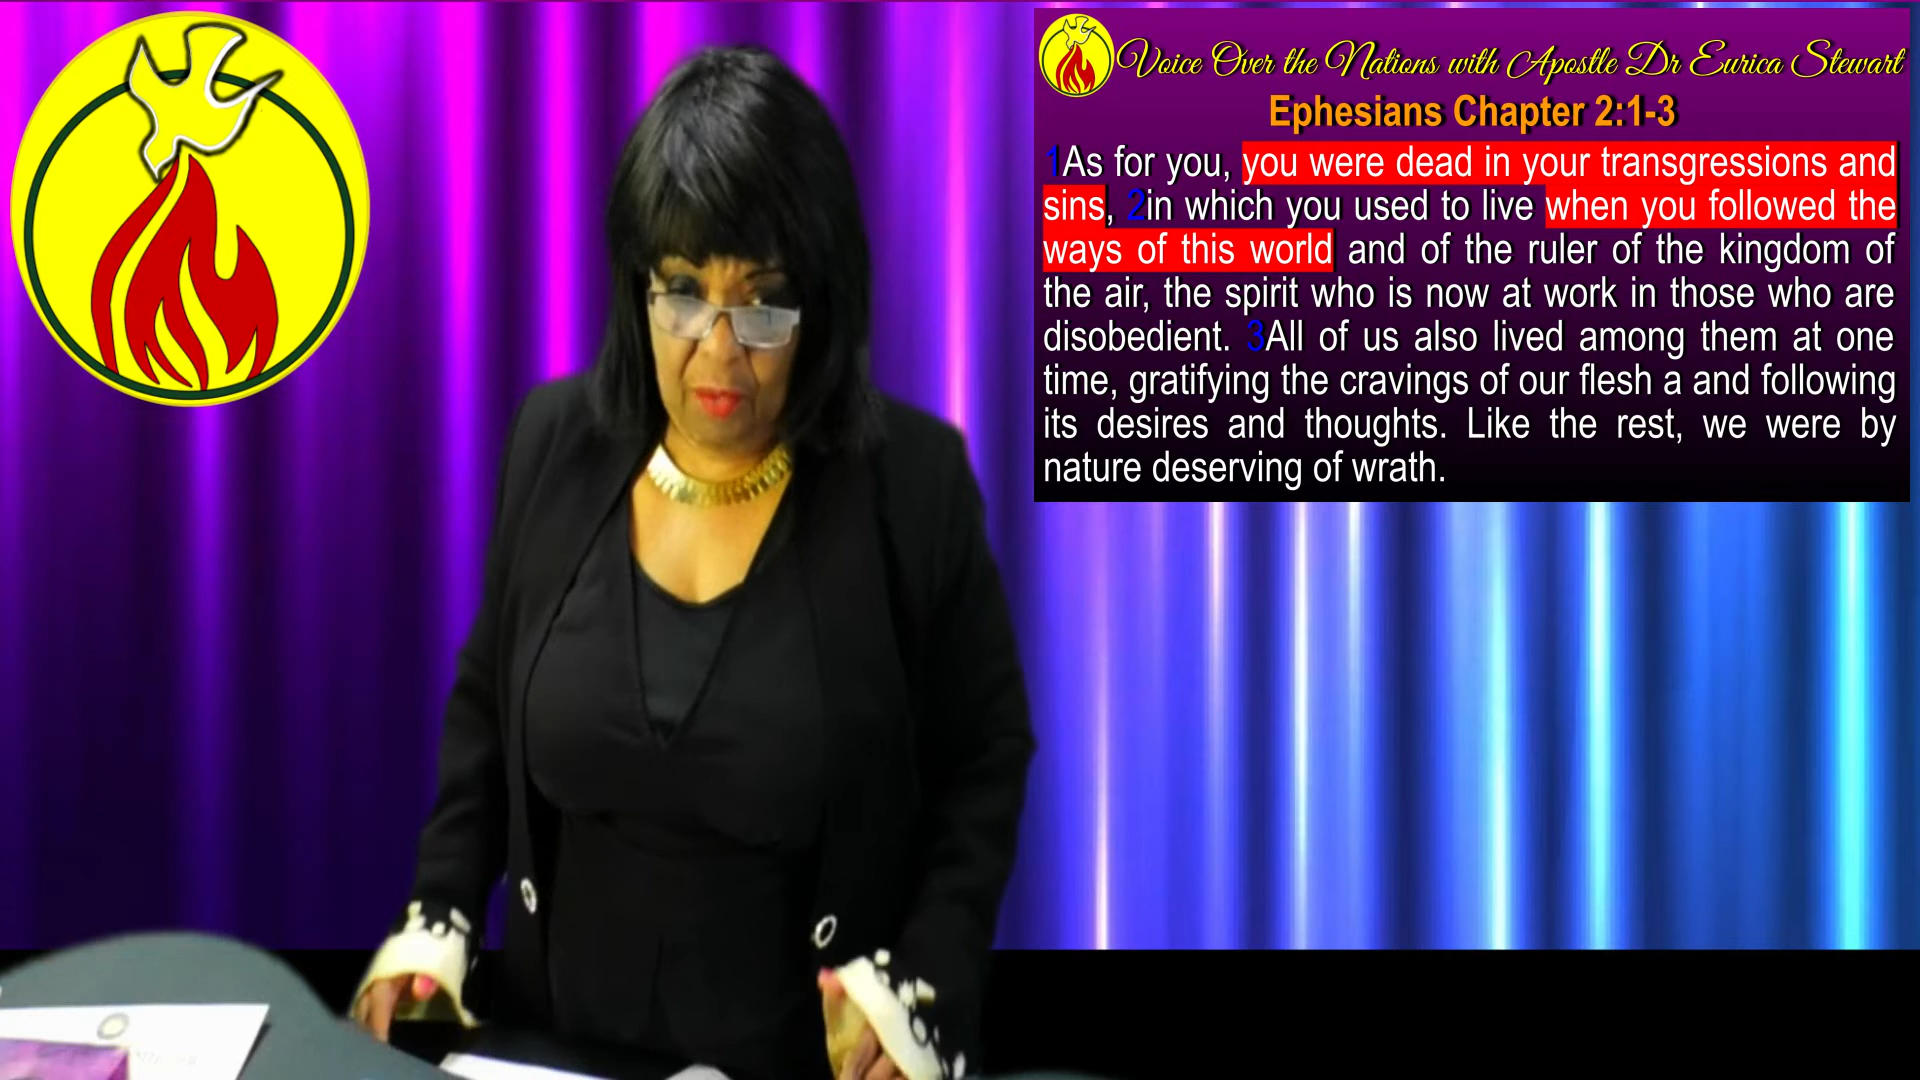 Voice Over the Nations with Apostle Dr Eurica Stewart
Ephesians Chapter 2:1-3
1As for you, you were dead in your transgressions and
sins, 2in which you used to live when you followed the
ways of this world and of the ruler of the kingdom of
the air, the spirit who is now at work in those who are
disobedient. 3All of us also lived among them at one
time, gratifying the cravings of our flesh a and following
its desires and thoughts. Like the rest, we were by
nature deserving of wrath.